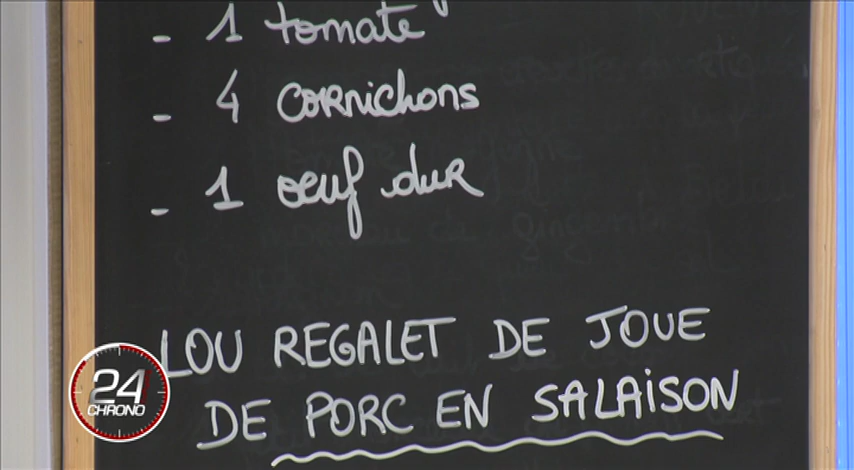 - 1 tomate
- 4 cornichons
- 1 oeuf dur
LOU REGALET DE JOUE
DE PORC EN SALAISON
24
CHRONO